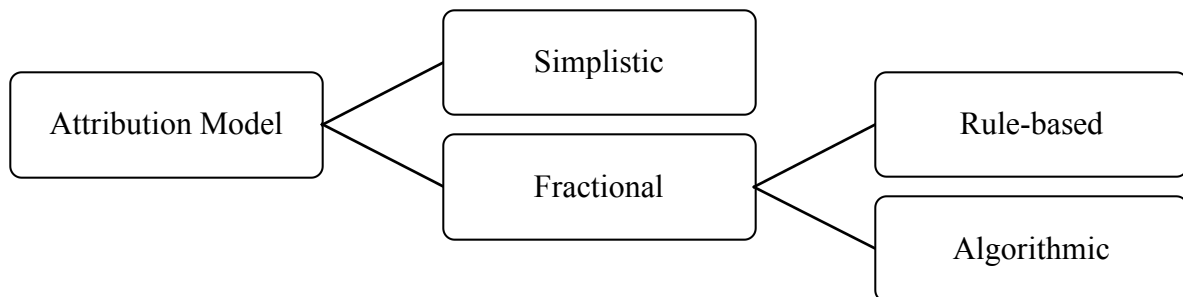 Attribution Model
Simplistic
Fractional
Rule-based
Algorithmic